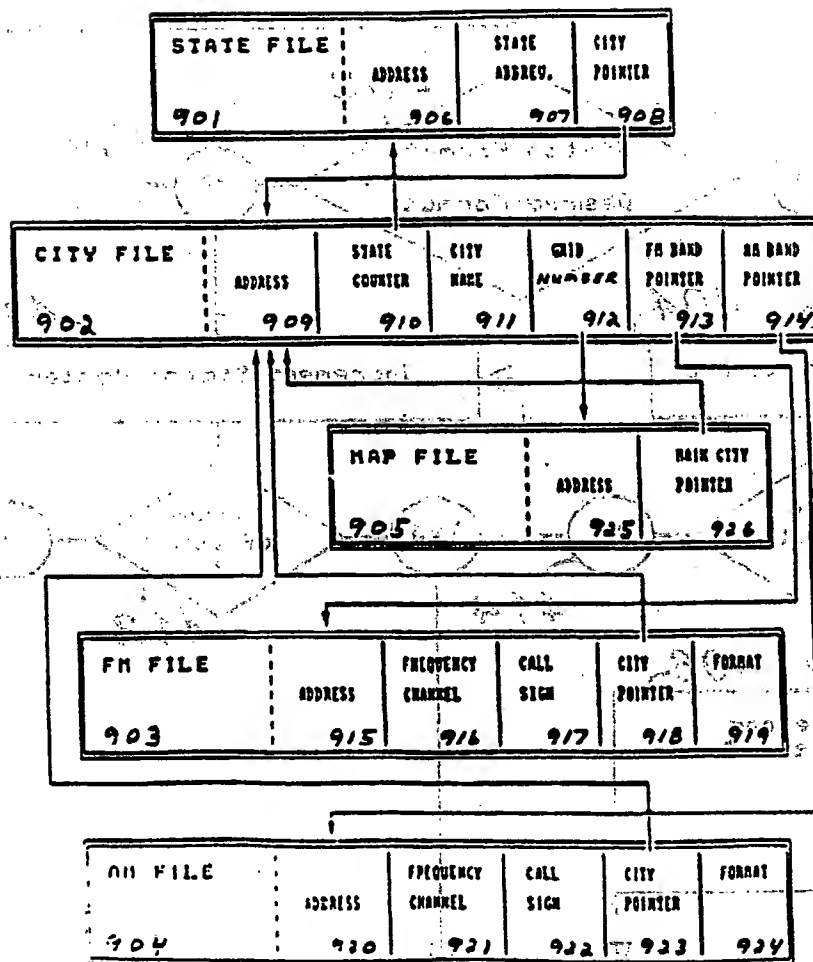 STATE FILE
ADDRESS
STATE ABBREV.
CITY POINTER
901
906
907
908
CITY FILE
ADDRESS
STATE COUNTER
CITY NAME
GRID NUMBER
FM BAND POINTER
AM BAND POINTER
902
909
910
911
912
913
914
MAP FILE
ADDRESS
MAIN CITY POINTER
905
925
926
FM FILE
ADDRESS
FREQUENCY CHANNEL
CALL SIGN
CITY POINTER
FORMAT
903
915
916
917
918
919
AM FILE
ADDRESS
FREQUENCY CHANNEL
CALL SIGN
CITY POINTER
FORMAT
904
920
921
922
923
924